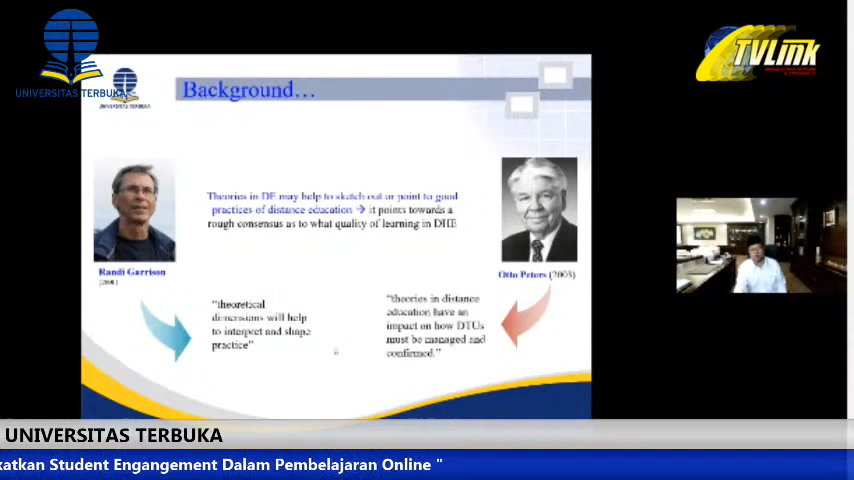 UNIVERSITAS TERBUKA
TVLink
Background…
UNIVERSITAS TERBUKA
Theories in DE may help to sketch out or point to good
practices of distance education → it points towards a
rough consensus as to what quality of learning in DHE
Randi Garrison
Otto Peters (2003)
"theoretical
dimensions will help
to interpret and shape
practice"
"theories in distance
education have an
impact on how DTUs
must be managed and
confirmed."
UNIVERSITAS TERBUKA
katkan Student Engangement Dalam Pembelajaran Online "